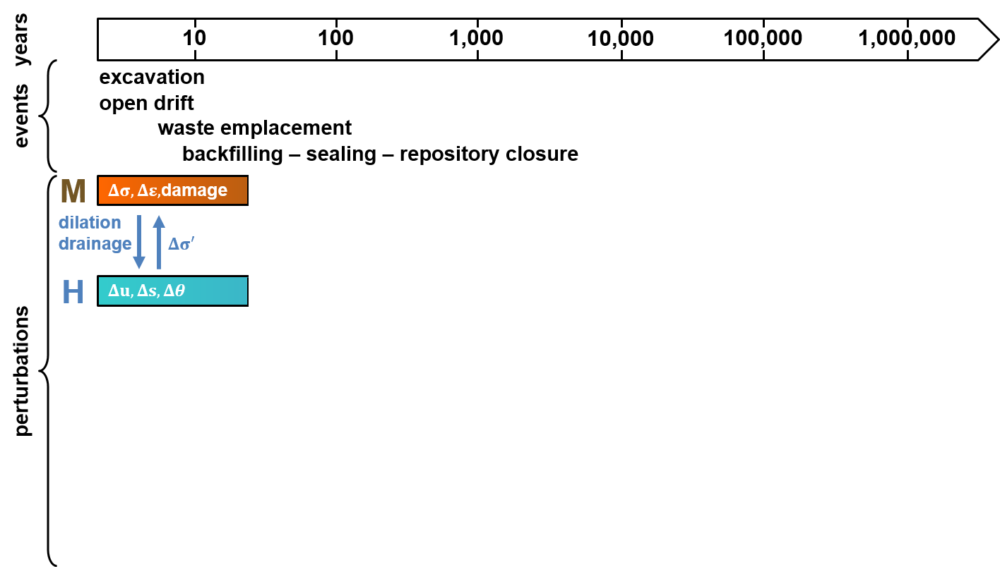 years
10 100 1,000 10,000 100,000 1,000,000
events
excavation
open drift
waste emplacement
backfilling – sealing – repository closure
perturbations
M
Δσ, Δε,damage
dilation
drainage
Δσ′
H
Δu, Δs, Δθ